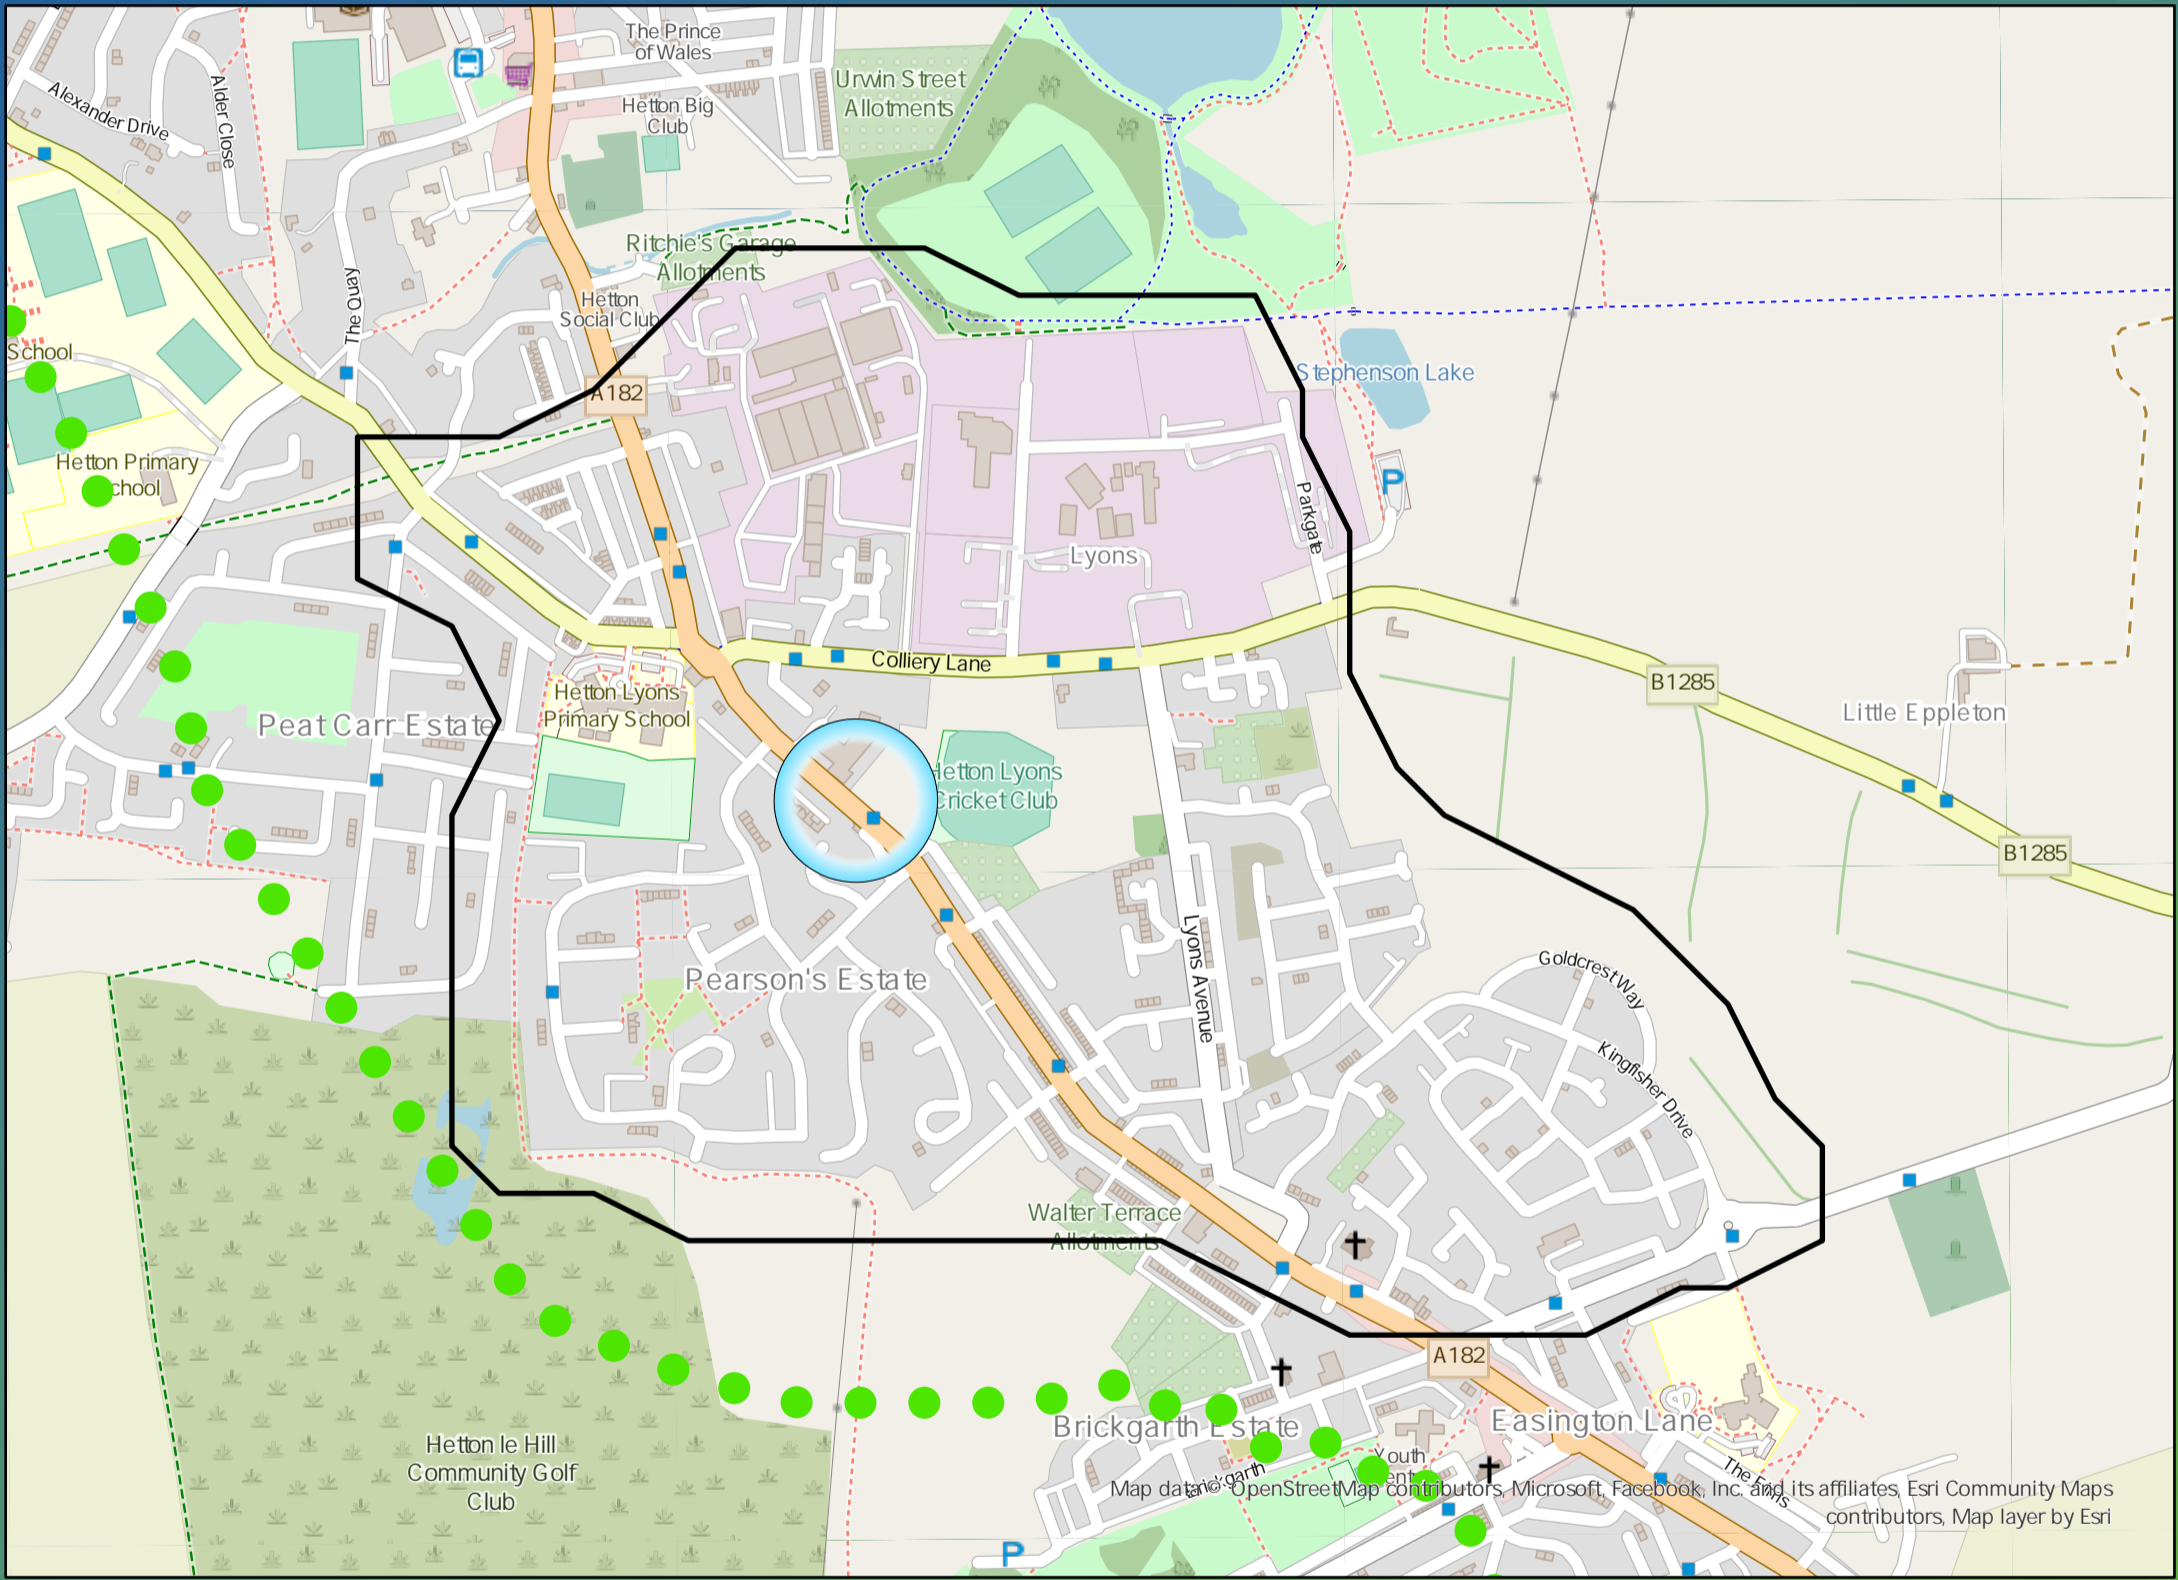 The Prince
of Wales
Alexander Drive
Alder Close
Hetton Big
Club
Urwin Street
Allotments
Ritchie's Garage
Allotments
The Quay
Hetton
Social Club
School
A182
Stephenson Lake
Hetton Primary
chool
P
Parkgate
Lyons
Colliery Lane
B1285
Little Eppleton
Hetton Lyons
Primary School
Peat Carr Estate
Hetton Lyons
Cricket Club
B1285
Lyons Avenue
Pearson's Estate
Goldcrest Way
Kingfisher Drive
Walter Terrace
Allotments
A182
Brickgarth Estate
Easington Lane
Hetton le Hill
Community Golf
Club
Youth
The Ennis
Map data © OpenStreetMap contributors, Microsoft, Facebook, Inc. and its affiliates, Esri Community Maps
contributors, Map layer by Esri
P